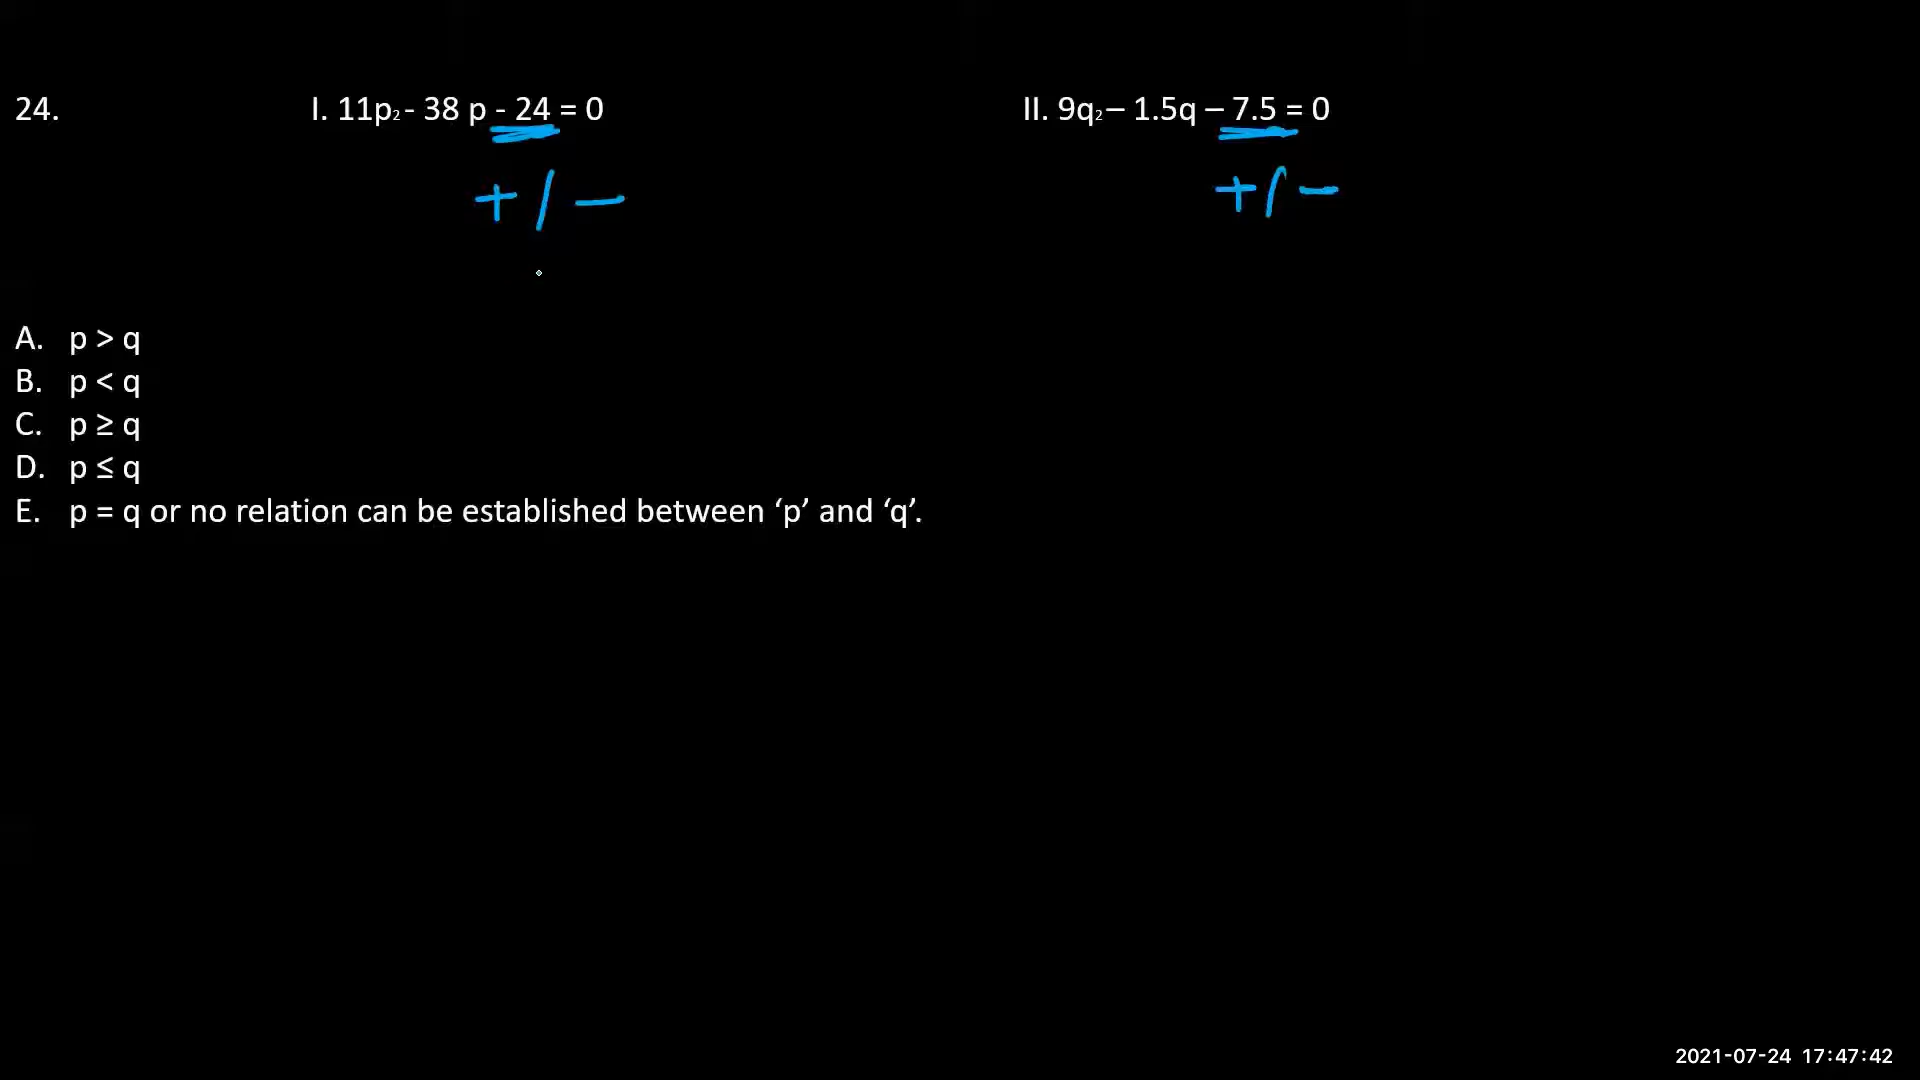 24. I. 11p₂ - 38 p - 24 = 0 II. 9q₂ – 1.5q – 7.5 = 0
+ / - + / -
A. p > q
B. p < q
C. p ≥ q
D. p ≤ q
E. p = q or no relation can be established between ‘p’ and ‘q’.
2021-07-24 17:47:42